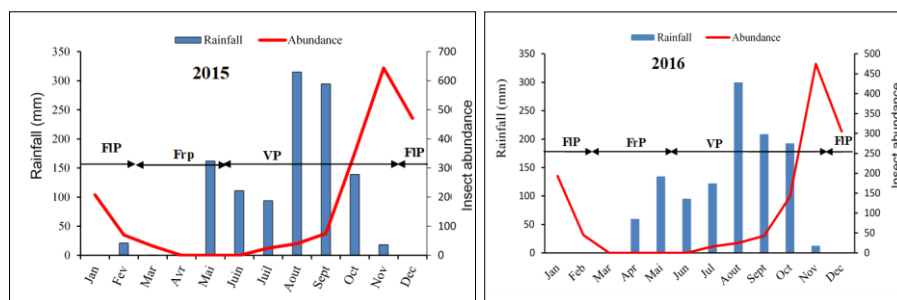 Rainfall Abundance
2015
Rainfall (mm)
350
300
250
200
150
100
50
0
FlP
Frp
VP
FlP
700
600
500
400
300
200
100
0
Insect abundance
Jan Fev Mar Avr Mai Juin Juil Aout Sept Oct Nov Dec
Rainfall Abundance
2016
Rainfall (mm)
350
300
250
200
150
100
50
0
FlP
FrP
VP
FlP
500
450
400
350
300
250
200
150
100
50
0
Insect abundance
Jan Feb Mar Apr Mai Jun Jul Aout Sept Oct Nov Dec